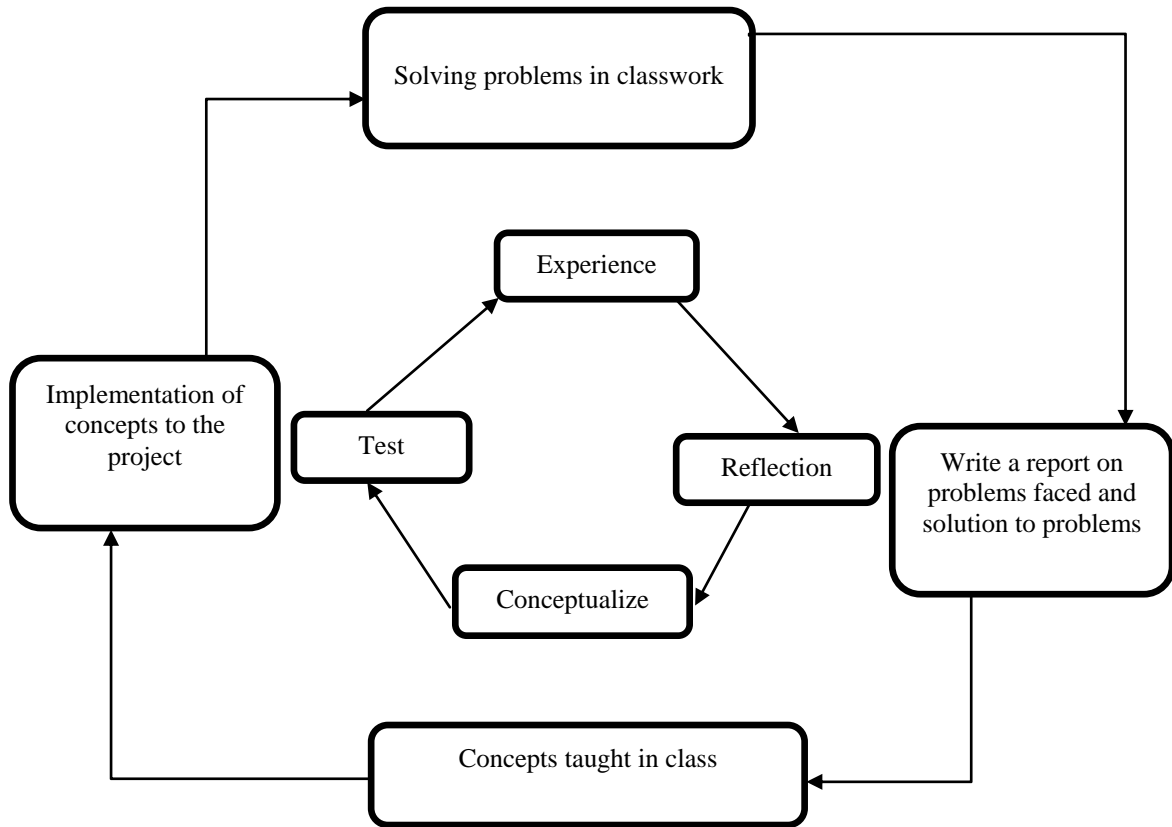 Solving problems in classwork
Experience
Implementation of
concepts to the
project
Test
Reflection
Write a report on
problems faced and
solution to problems
Conceptualize
Concepts taught in class